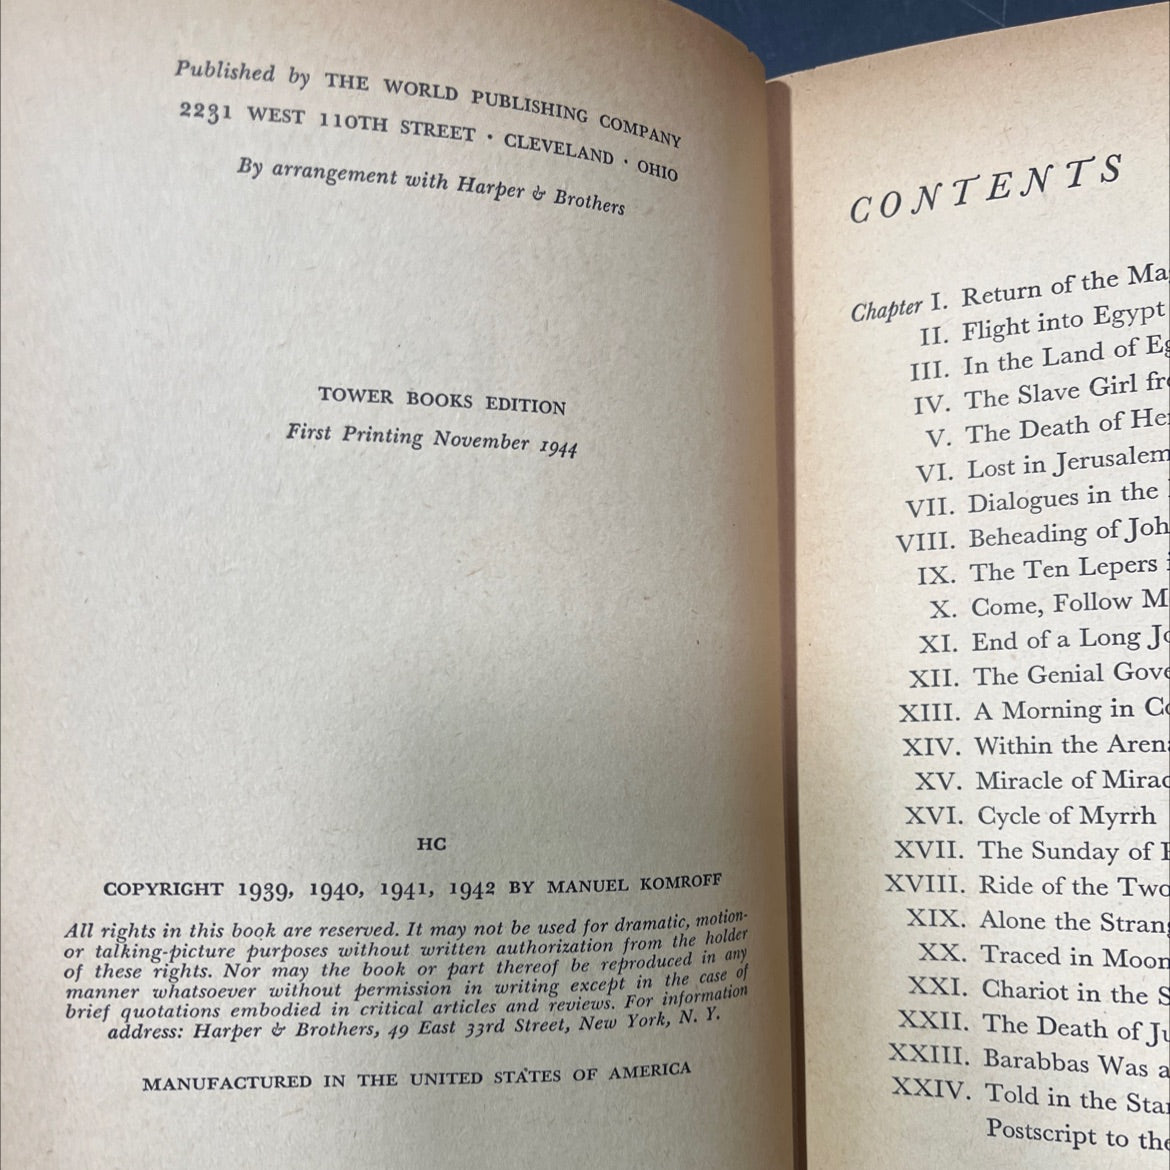 Published by THE WORLD PUBLISHING COMPANY
2231 WEST 110TH STREET · CLEVELAND · OHIO
By arrangement with Harper & Brothers
TOWER BOOKS EDITION
First Printing November 1944
HC
COPYRIGHT 1939, 1940, 1941, 1942 BY MANUEL KOMROFF
All rights in this book are reserved. It may not be used for dramatic, motion-
or talking-picture purposes without written authorization from the holder
of these rights. Nor may the book or part thereof be reproduced in any
manner whatsoever without permission in writing except in the case of
brief quotations embodied in critical articles and reviews. For information
address: Harper & Brothers, 49 East 33rd Street, New York, N. Y.
MANUFACTURED IN THE UNITED STATES OF AMERICA
CONTENTS
Chapter I. Return of the
II. Flight into Egypt
III. In the Land of
IV. The Slave Girl
V. The Death of
VI. Lost in Jerusalem
VII. Dialogues in the
VIII. Beheading of
IX. The Ten Lepers
X. Come, Follow
XI. End of a Long
XII. The Genial
XIII. A Morning in
XIV. Within the
XV. Miracle of
XVI. Cycle of Myrrh
XVII. The Sunday of
XVIII. Ride of the
XIX. Alone the
XX. Traced in
XXI. Chariot in the
XXII. The Death of
XXIII. Barabbas Was a
XXIV. Told in the
Postscript to the